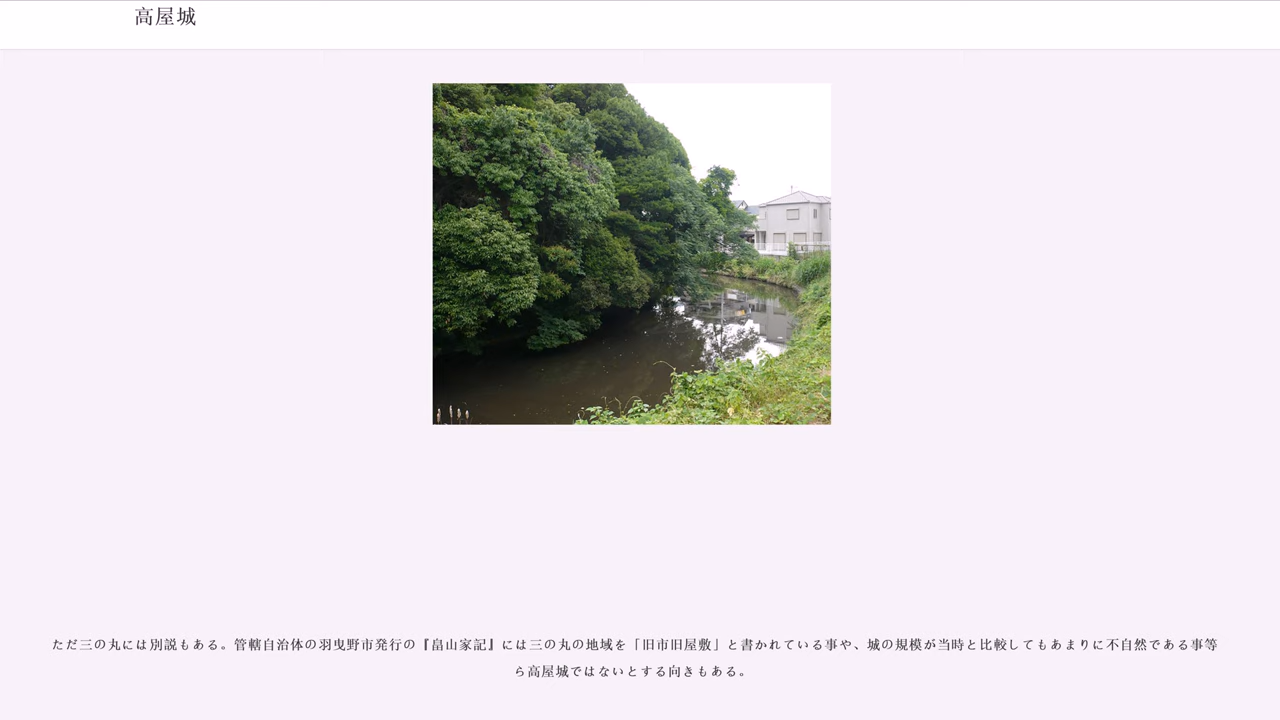 高屋城
ただ三の丸には別説もある。管轄自治体の羽曳野市発行の『畠山家記』には三の丸の地域を「旧市旧屋敷」と書かれている事や、城の規模が当時と比較してもあまりに不自然である事等
ら高屋城ではないとする向きもある。